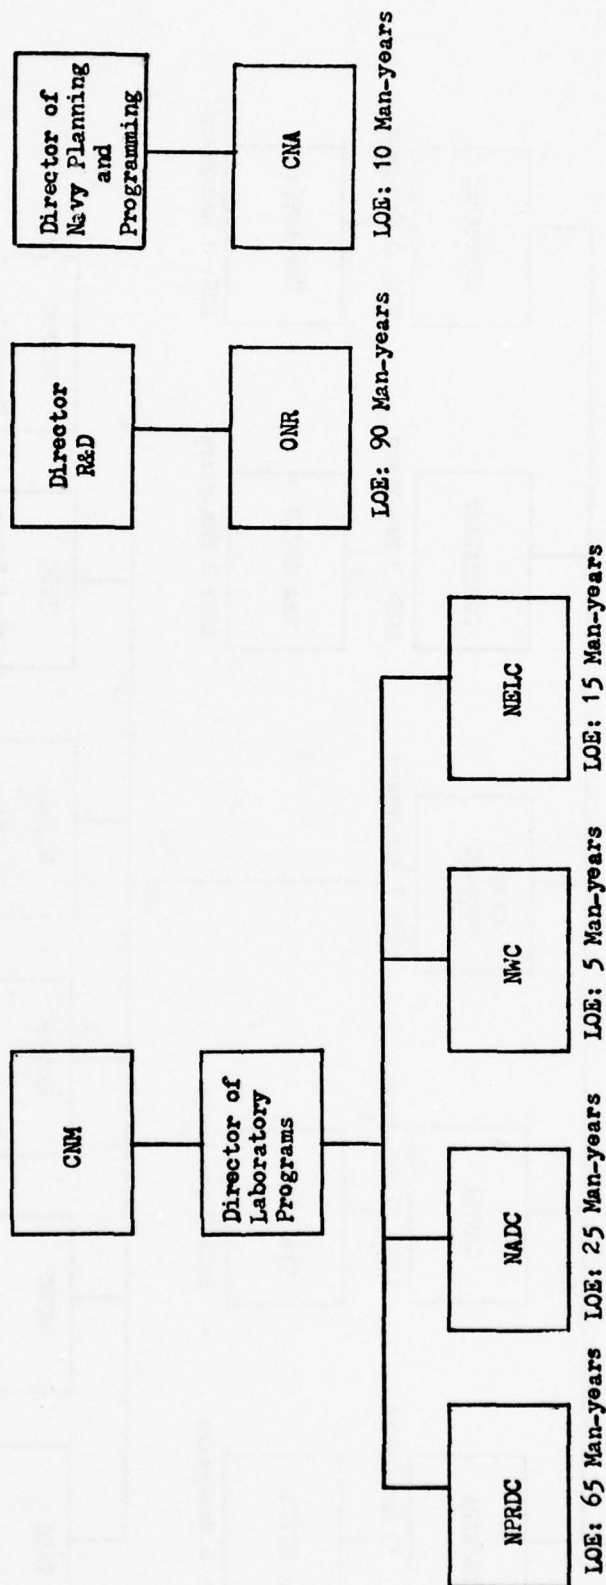 CNM
Director of
Laboratory
Programs
NPRDC
LOE: 65 Man-years
NADC
LOE: 25 Man-years
NWC
LOE: 5 Man-years
NELC
LOE: 15 Man-years
Director
R&D
ONR
LOE: 90 Man-years
Director of
Navy Planning
and
Programming
CNA
LOE: 10 Man-years